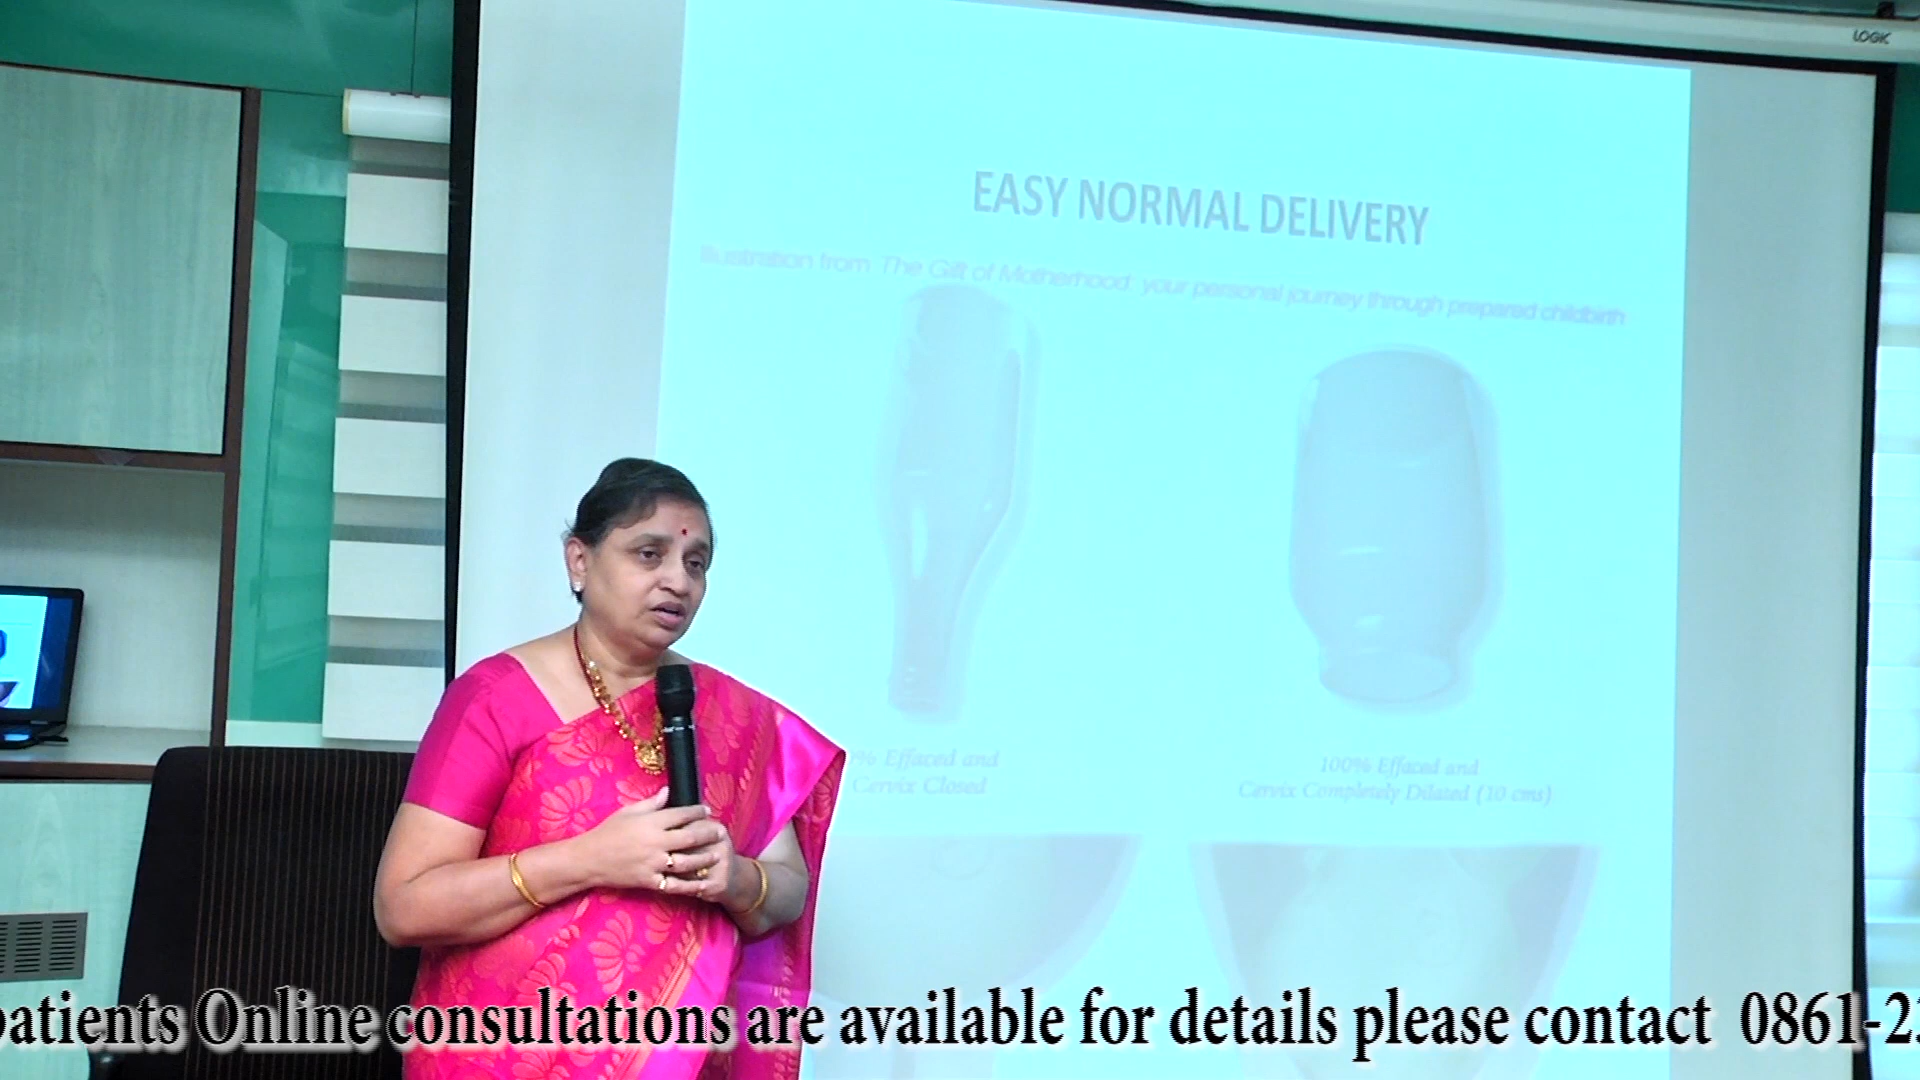 LOGIK
EASY NORMAL DELIVERY
Illustration from The Gift of Motherhood: your personal journey through prepared childbirth
% Effaced and
Cervix Closed
100% Effaced and
Cervix Completely Dilated (10 cms)
patients Online consultations are available for details please contact 0861-2